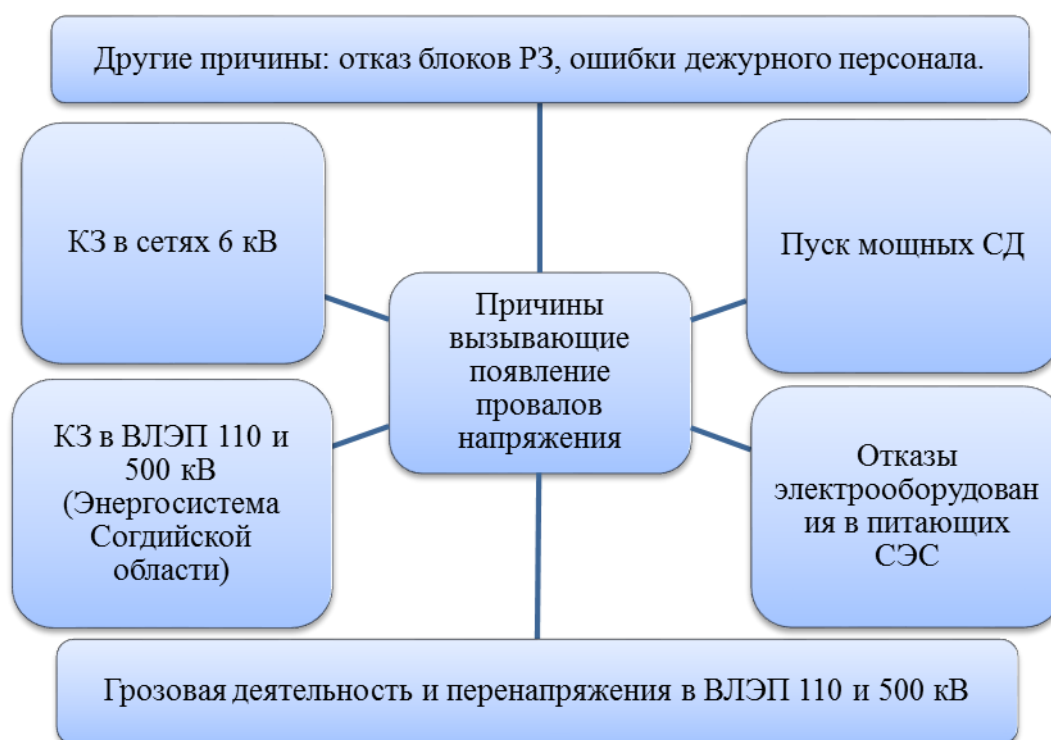 Другие причины: отказ блоков РЗ, ошибки дежурного персонала.
КЗ в сетях 6 кВ
Пуск мощных СД
Причины
вызывающие
появление
провалов
напряжения
КЗ в ВЛЭП 110 и
500 кВ
(Энергосистема
Согдийской
области)
Отказы
электрооборудован
ия в питающих
СЭС
Грозовая деятельность и перенапряжения в ВЛЭП 110 и 500 кВ